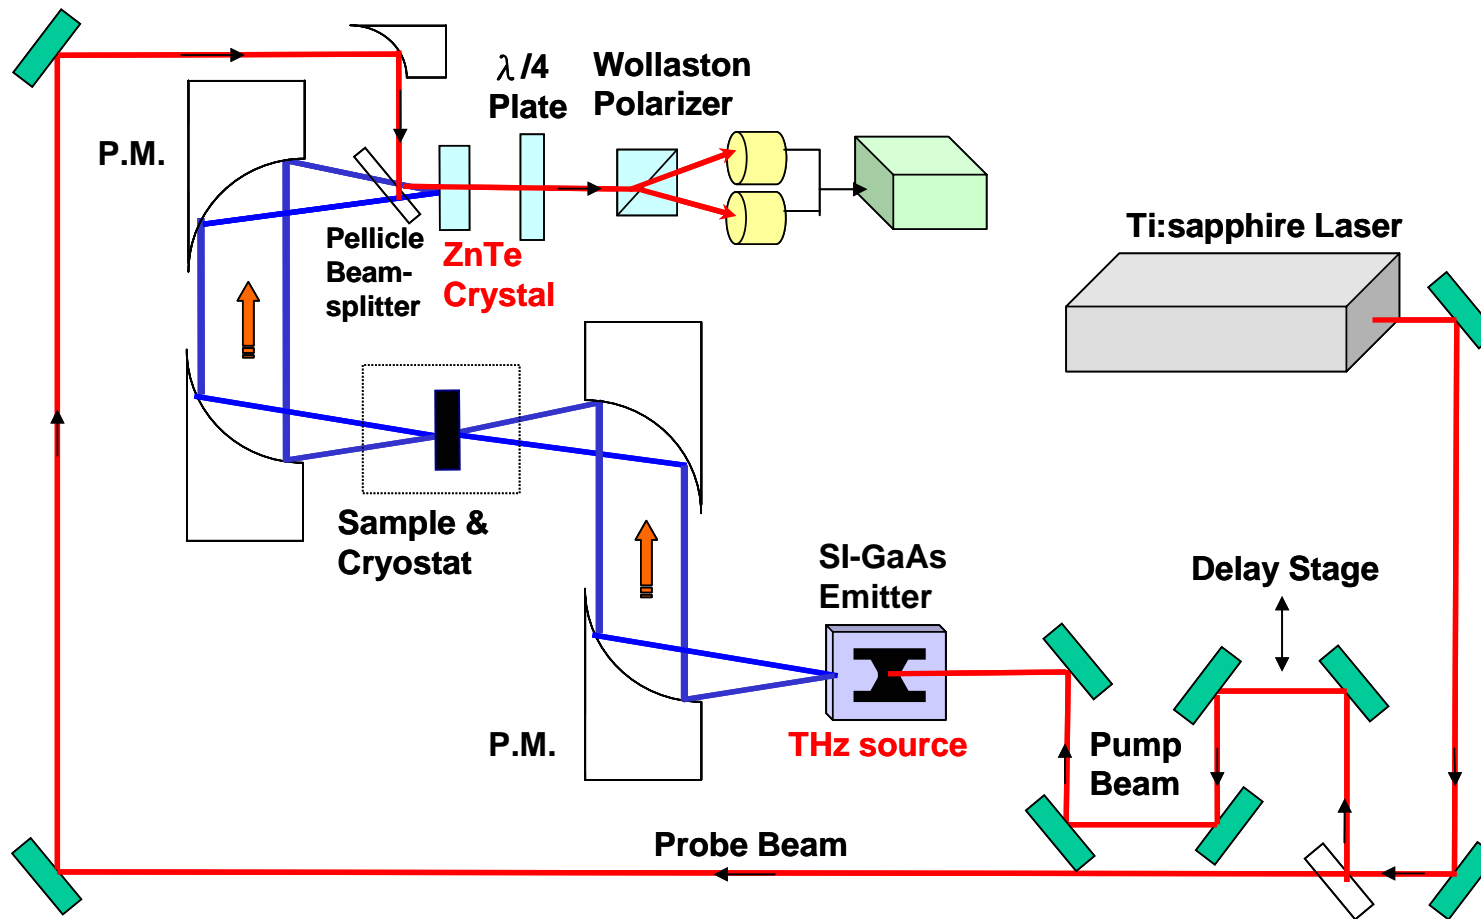 λ/4
Plate
Wollaston
Polarizer
P.M.
Pellicle
Beam-
splitter
ZnTe
Crystal
Ti:sapphire Laser
Sample &
Cryostat
SI-GaAs
Emitter
Delay Stage
P.M.
THz source
Pump
Beam
Probe Beam